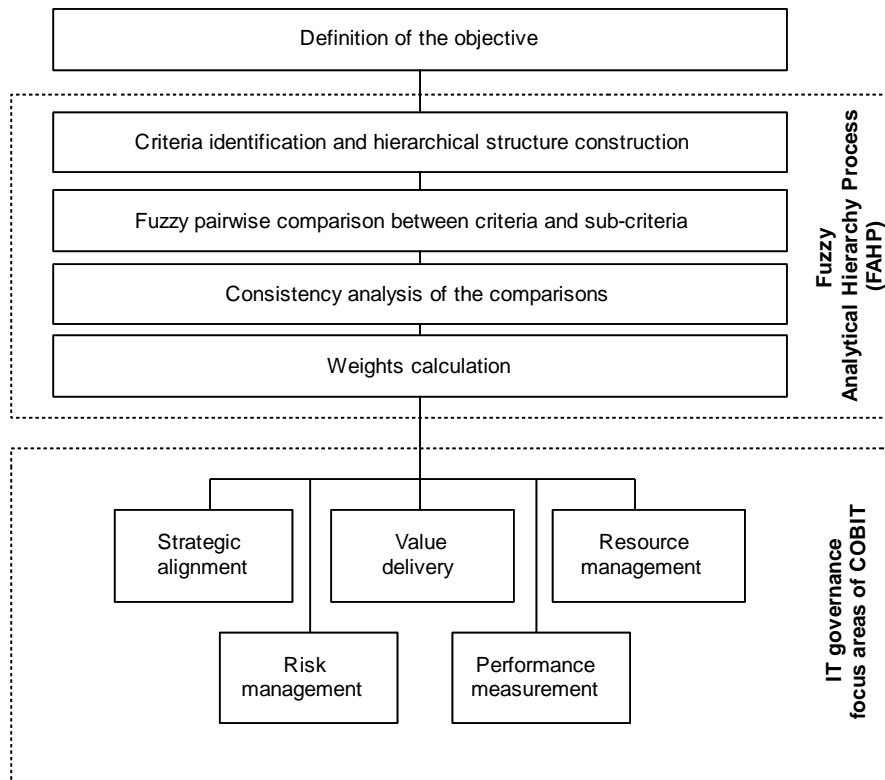 Definition of the objective
Criteria identification and hierarchical structure construction
Fuzzy pairwise comparison between criteria and sub-criteria
Consistency analysis of the comparisons
Weights calculation
Fuzzy
Analytical Hierarchy Process
(FAHP)
Strategic
alignment
Value
delivery
Resource
management
Risk
management
Performance
measurement
IT governance
focus areas of COBIT